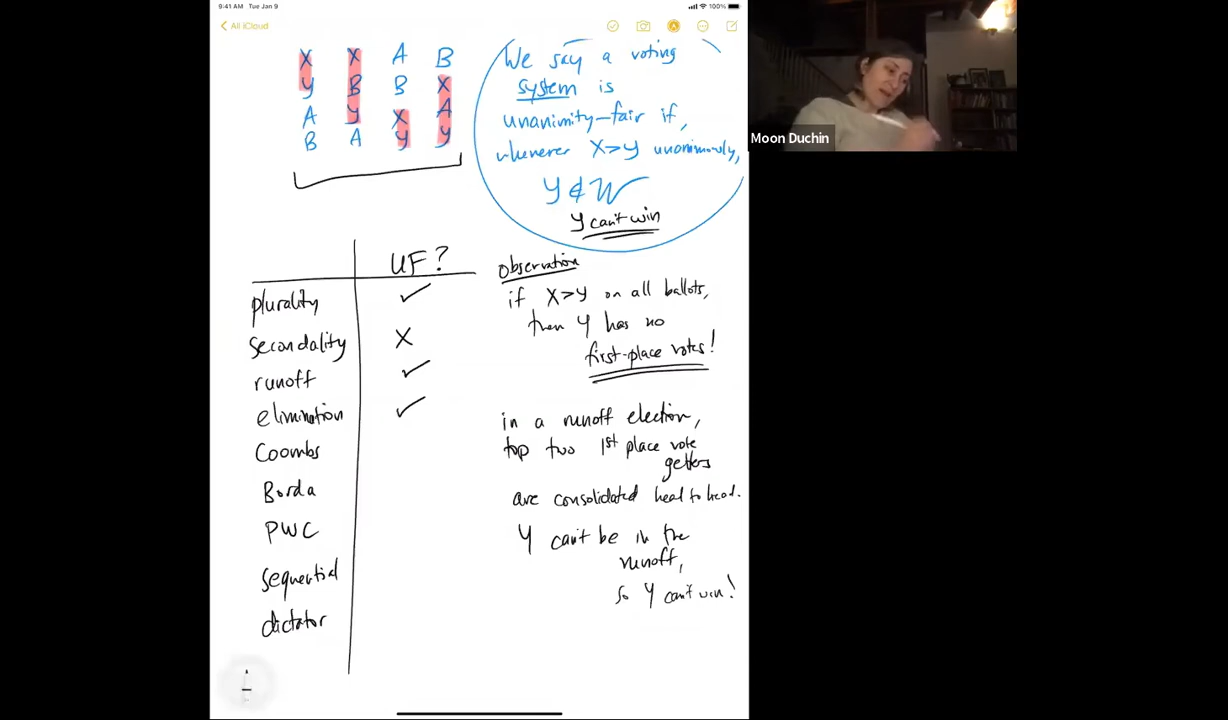 9:41 AM Tue Jan 9
100%
All iCloud
X X A B
Y B B X
A Y X A
B A Y Y
We say a voting
system is
unanimity-fair if,
whenever X>Y unanimously,
Y ∉ W
Y can't win
UF?
plurality ✓
secondality X
runoff ✓
elimination ✓
Coombs
Borda
PWC
sequential
dictator
observation
if X>Y on all ballots,
then Y has no
first-place votes!
in a runoff election,
top two 1st place vote
getters
are consolidated head to head.
Y can't be in the
runoff,
so Y can't win!
Moon Duchin